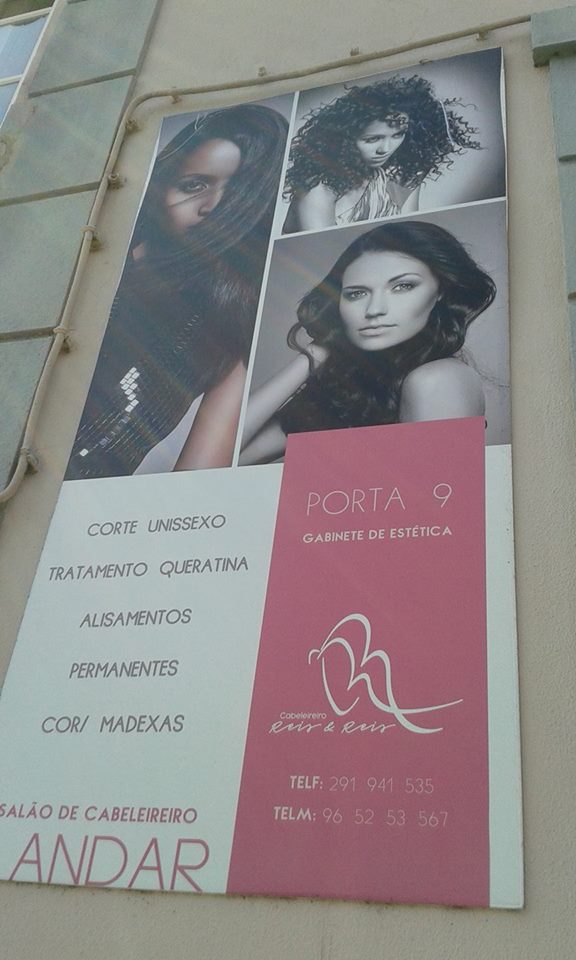 CORTE UNISSEXO
TRATAMENTO QUERATINA
ALISAMENTOS
PERMANENTES
COR/ MADEXAS
SALÃO DE CABELEIREIRO
ANDAR
PORTA 9
GABINETE DE ESTÉTICA
Cabeleireiro
Reis & Reis
TELF: 291 941 535
TELM: 96 52 53 567